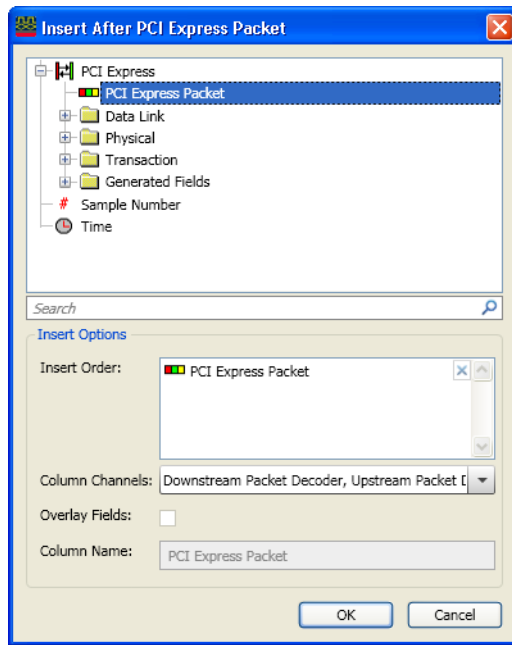 Insert After PCI Express Packet
PCI Express
PCI Express Packet
Data Link
Physical
Transaction
Generated Fields
# Sample Number
Time
Search
Insert Options
Insert Order:
PCI Express Packet
Column Channels: Downstream Packet Decoder, Upstream Packet
Overlay Fields:
Column Name: PCI Express Packet
OK Cancel